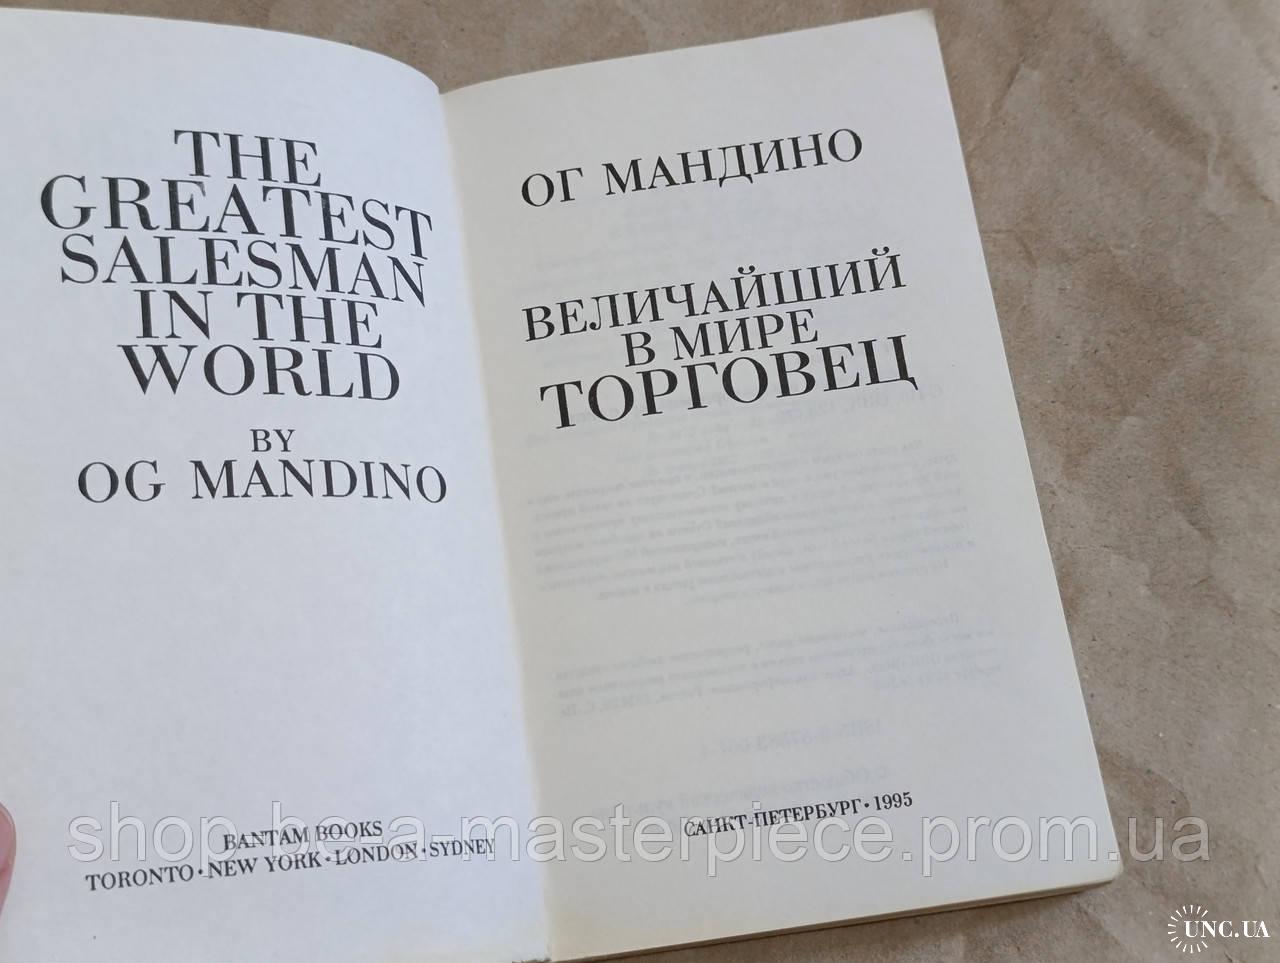 THE
GREATEST
SALESMAN
IN THE
WORLD
BY
OG MANDINO
BANTAM BOOKS
TORONTO • NEW YORK • LONDON • SYDNEY
ОГ МАНДИНО
ВЕЛИЧАЙШИЙ
В МИРЕ
ТОРГОВЕЦ
САНКТ-ПЕТЕРБУРГ • 1995
shop-be-a-masterpiece.prom.ua
UNC.UA